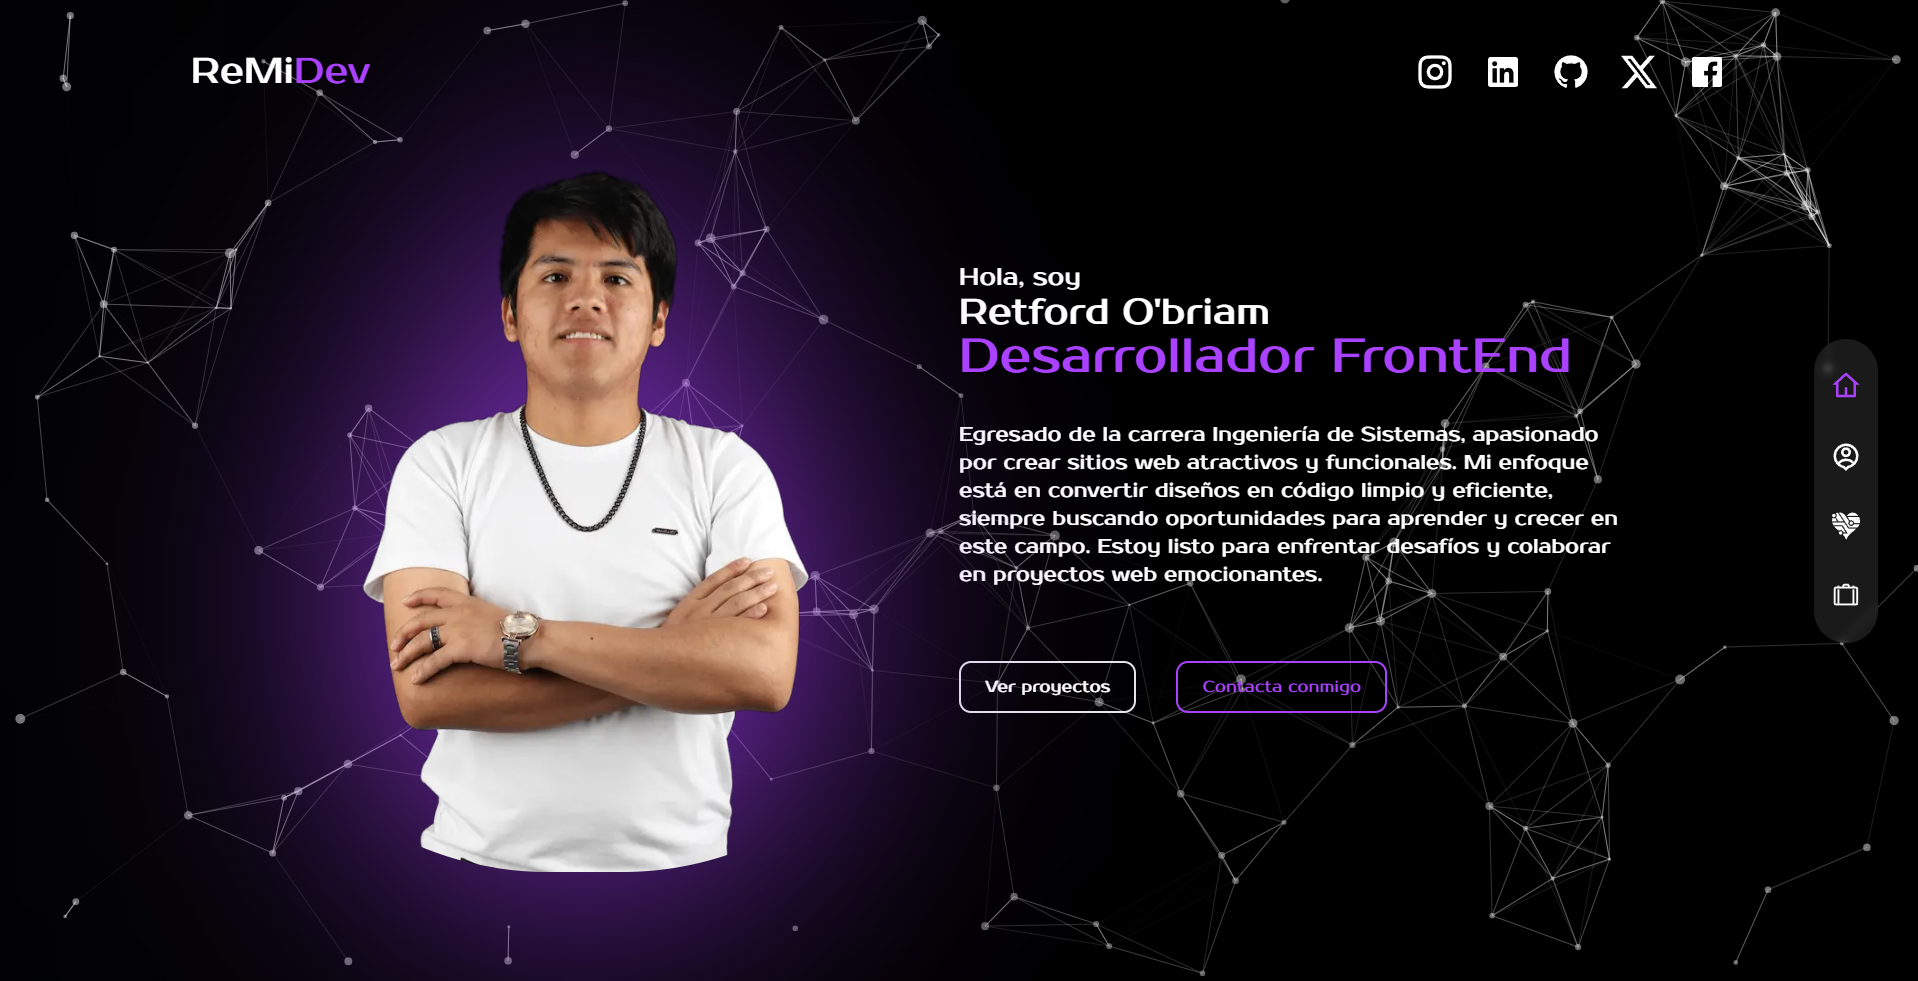 ReMiDev
Hola, soy
Retford O'briam
Desarrollador FrontEnd
Egresado de la carrera Ingeniería de Sistemas, apasionado
por crear sitios web atractivos y funcionales. Mi enfoque
está en convertir diseños en código limpio y eficiente,
siempre buscando oportunidades para aprender y crecer en
este campo. Estoy listo para enfrentar desafíos y colaborar
en proyectos web emocionantes.
Ver proyectos
Contacta conmigo